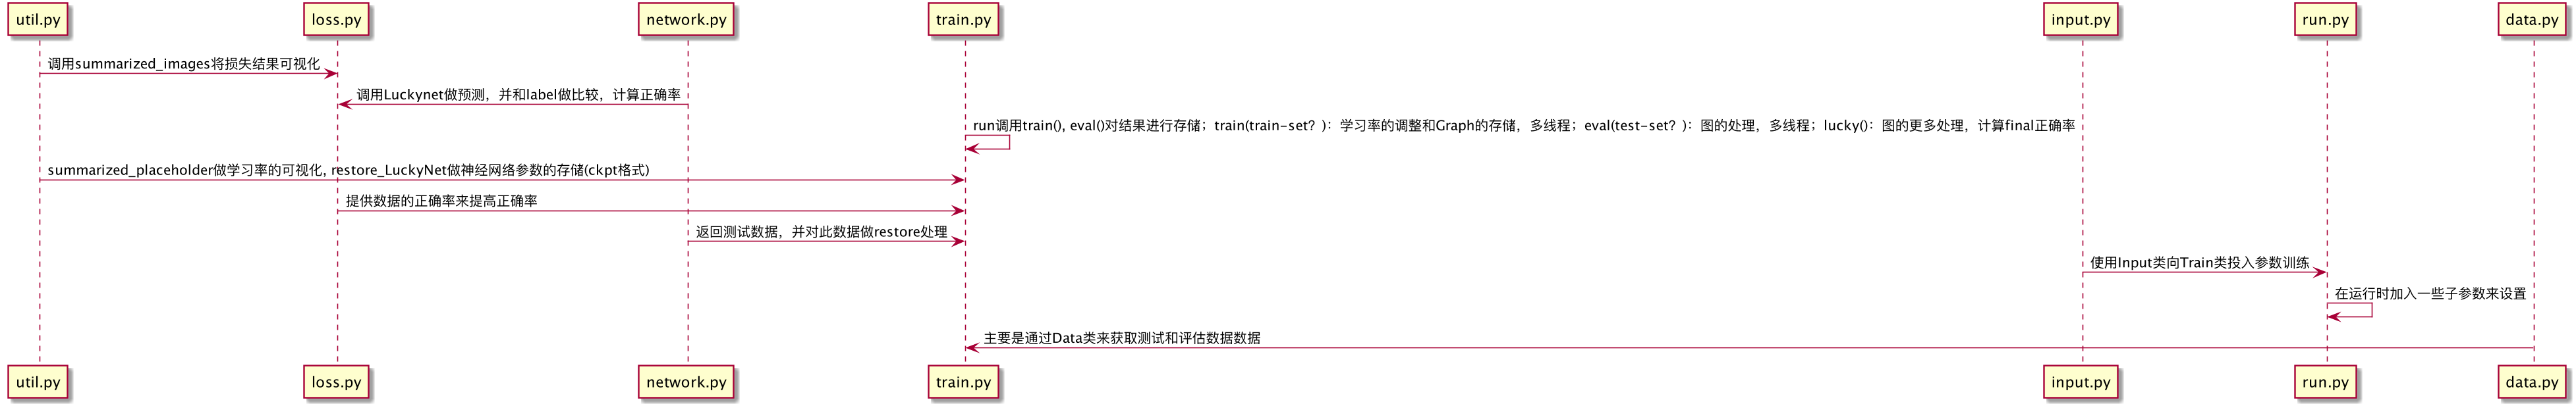 util.py
loss.py
network.py
train.py
input.py
run.py
data.py
调用summarized_images将损失结果可视化
调用Luckynet做预测，并和label做比较，计算正确率
run调用train(), eval()对结果进行存储；train(train-set？)：学习率的调整和Graph的存储，多线程；eval(test-set？)：图的处理，多线程；lucky()：图的更多处理，计算final正确率
summarized_placeholder做学习率的可视化, restore_LuckyNet做神经网络参数的存储(ckpt格式)
提供数据的正确率来提高正确率
返回测试数据，并对此数据做restore处理
使用Input类向Train类投入参数训练
在运行时加入一些子参数来设置
主要是通过Data类来获取测试和评估数据数据
util.py
loss.py
network.py
train.py
input.py
run.py
data.py